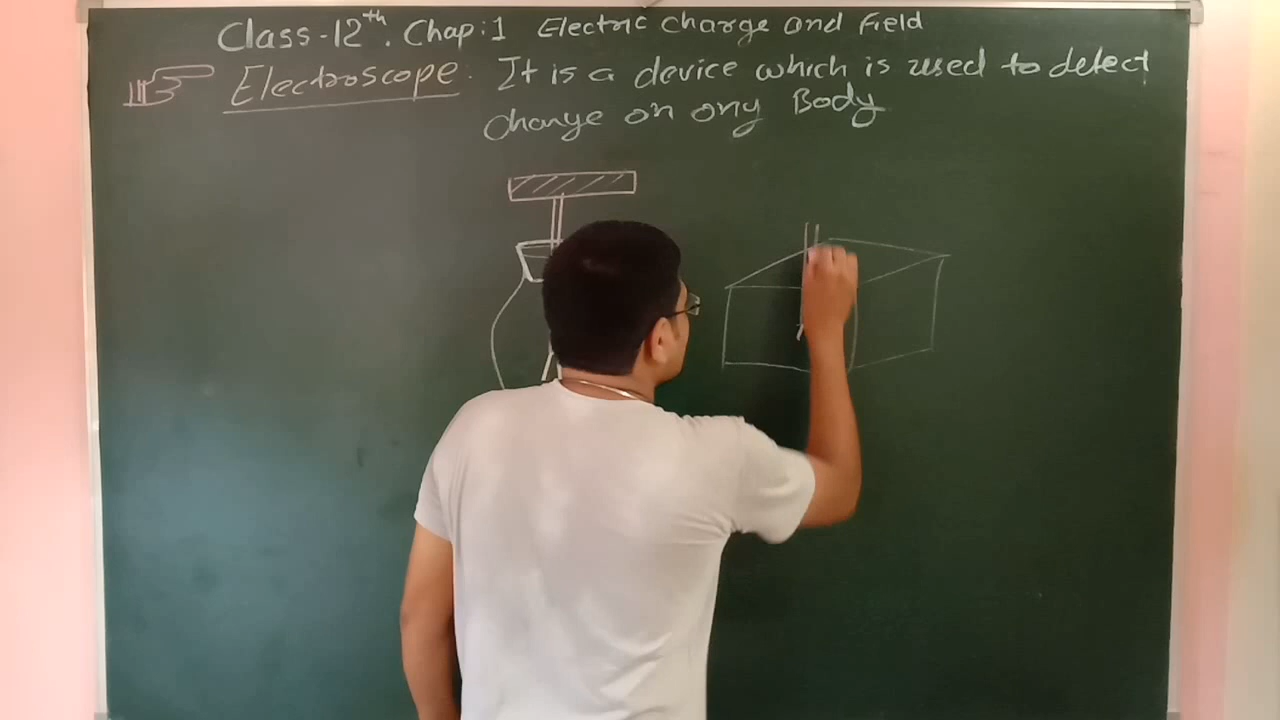 Class-12th. Chap:1 Electric Charge and Field
Electroscope: It is a device which is used to detect
Charge on any Body